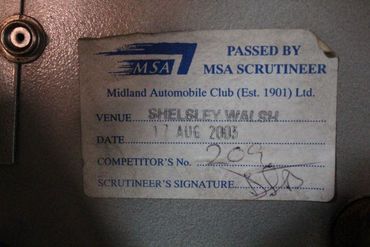 MSA
PASSED BY
MSA SCRUTINEER
Midland Automobile Club (Est. 1901) Ltd.
VENUE SHELSLEY WALSH
DATE 17 AUG 2003
COMPETITOR'S No. 209
SCRUTINEER'S SIGNATURE